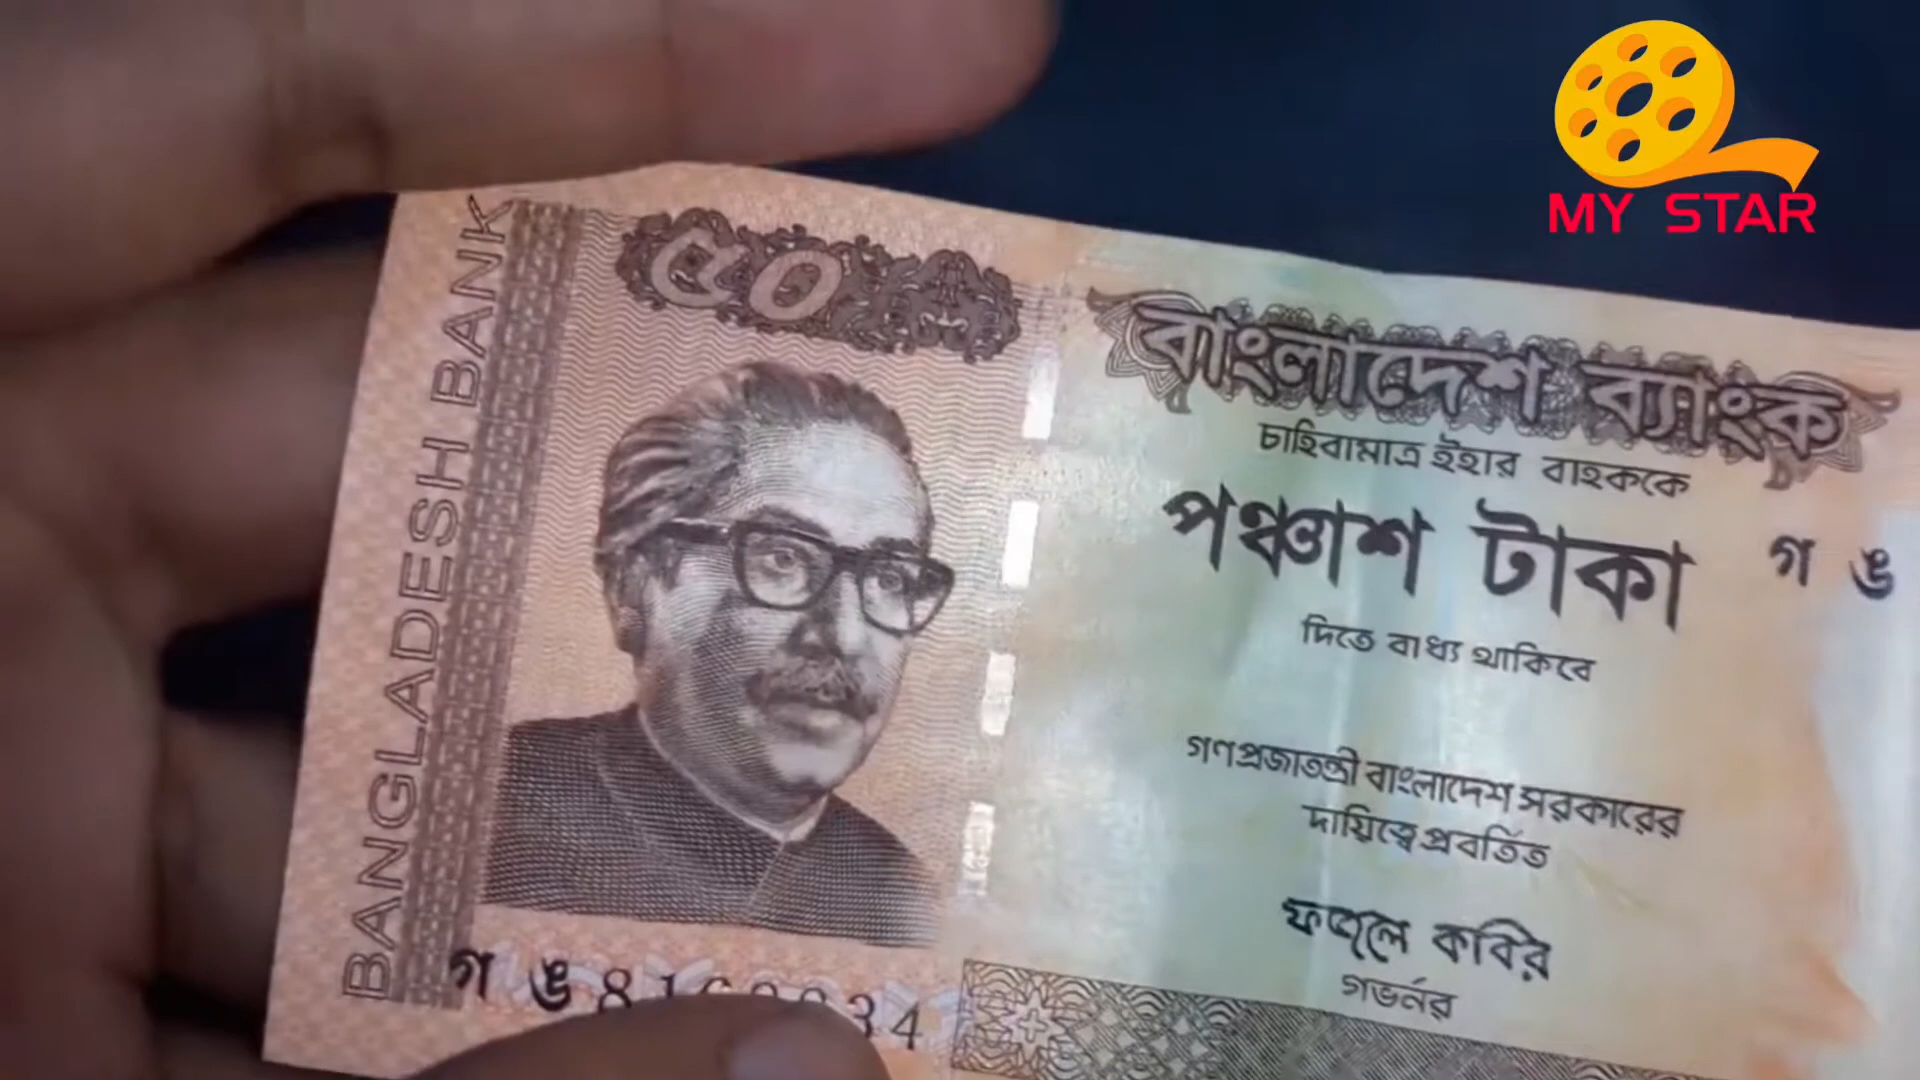 MY STAR
BANGLADESH BANK
৫০
বাংলাদেশ ব্যাংক
চাহিবামাত্র ইহার বাহককে
পঞ্চাশ টাকা
গ ঙ
দিতে বাধ্য থাকিবে
গণপ্রজাতন্ত্রী বাংলাদেশ সরকারের
দায়িত্বে প্রবর্তিত
ফজলে কবির
গভর্নর
গ ঙ